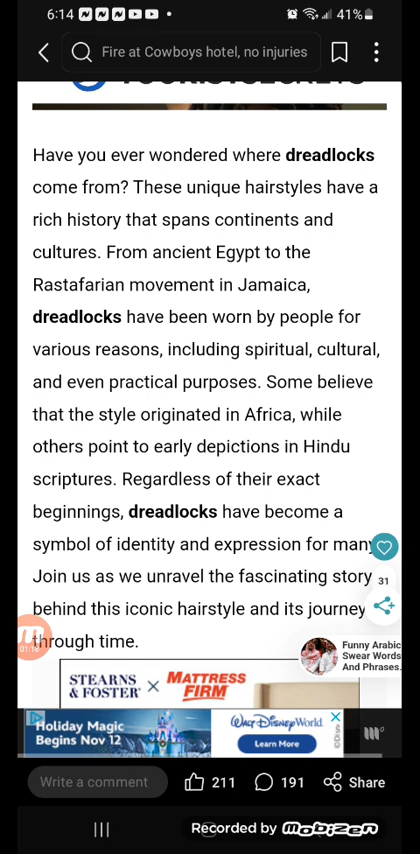 6:14
41%
Fire at Cowboys hotel, no injuries
Have you ever wondered where dreadlocks
come from? These unique hairstyles have a
rich history that spans continents and
cultures. From ancient Egypt to the
Rastafarian movement in Jamaica,
dreadlocks have been worn by people for
various reasons, including spiritual, cultural,
and even practical purposes. Some believe
that the style originated in Africa, while
others point to early depictions in Hindu
scriptures. Regardless of their exact
beginnings, dreadlocks have become a
symbol of identity and expression for many
Join us as we unravel the fascinating story
31
behind this iconic hairstyle and its journey
through time.
01:16
Funny Arabic
Swear Words
And Phrases.
STEARNS
& FOSTER
X
MATTRESS
FIRM
Holiday Magic
Begins Nov 12
Walt Disney World
Learn More
©Disney
Write a comment
211
191
Share
Recorded by Mobizen